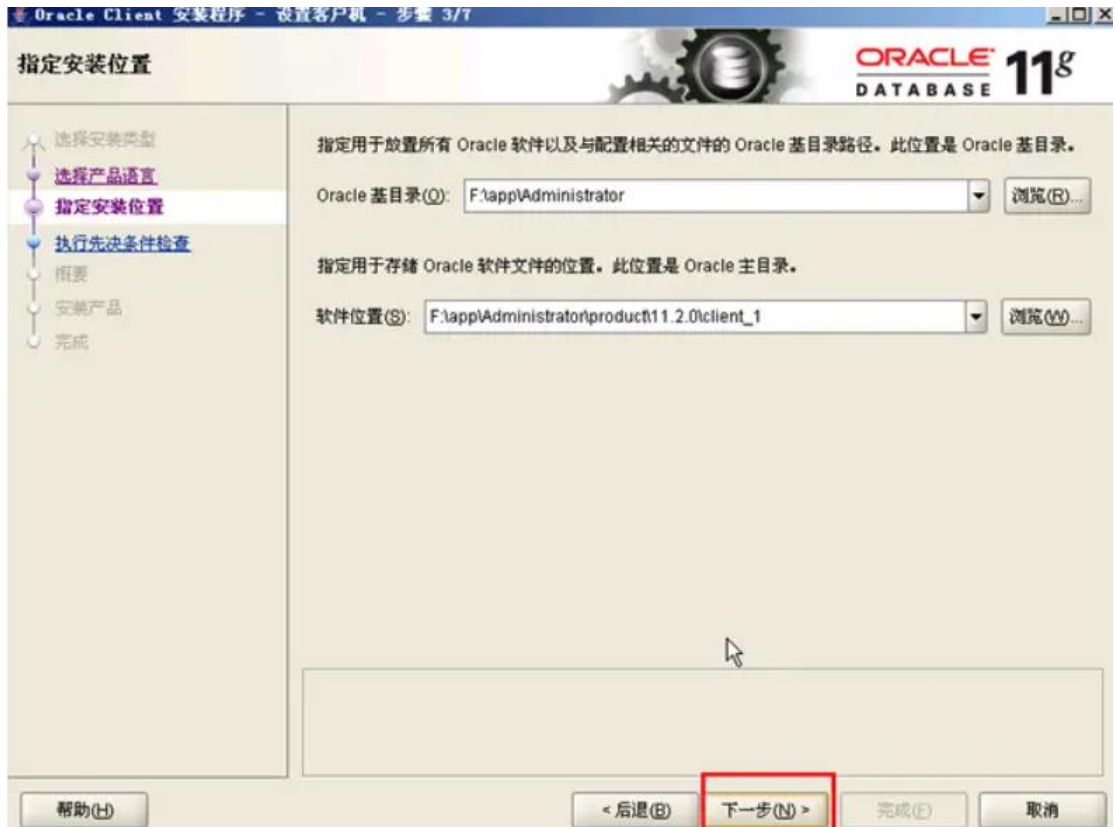 Oracle Client 安装程序 - 设置客户机 - 步骤 3/7
指定安装位置
ORACLE
DATABASE
11g
选择安装类型
选择产品语言
指定安装位置
执行先决条件检查
概要
安装产品
完成
指定用于放置所有 Oracle 软件以及与配置相关的文件的 Oracle 基目录路径。此位置是 Oracle 基目录。
Oracle 基目录(O): F:\app\Administrator 浏览(R)...
指定用于存储 Oracle 软件文件的位置。此位置是 Oracle 主目录。
软件位置(S): F:\app\Administrator\product\11.2.0\client_1 浏览(W)...
帮助(H) < 后退(B) 下一步(N) > 完成(F) 取消